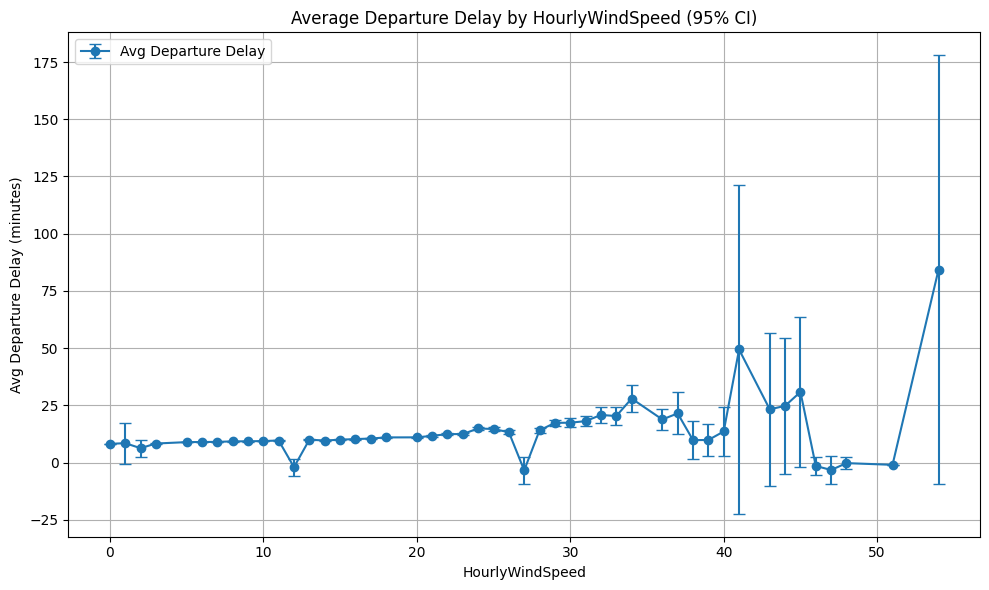 Average Departure Delay by HourlyWindSpeed (95% CI)
Avg Departure Delay
Avg Departure Delay (minutes)
175
150
125
100
75
50
25
0
−25
0 10 20 30 40 50
HourlyWindSpeed